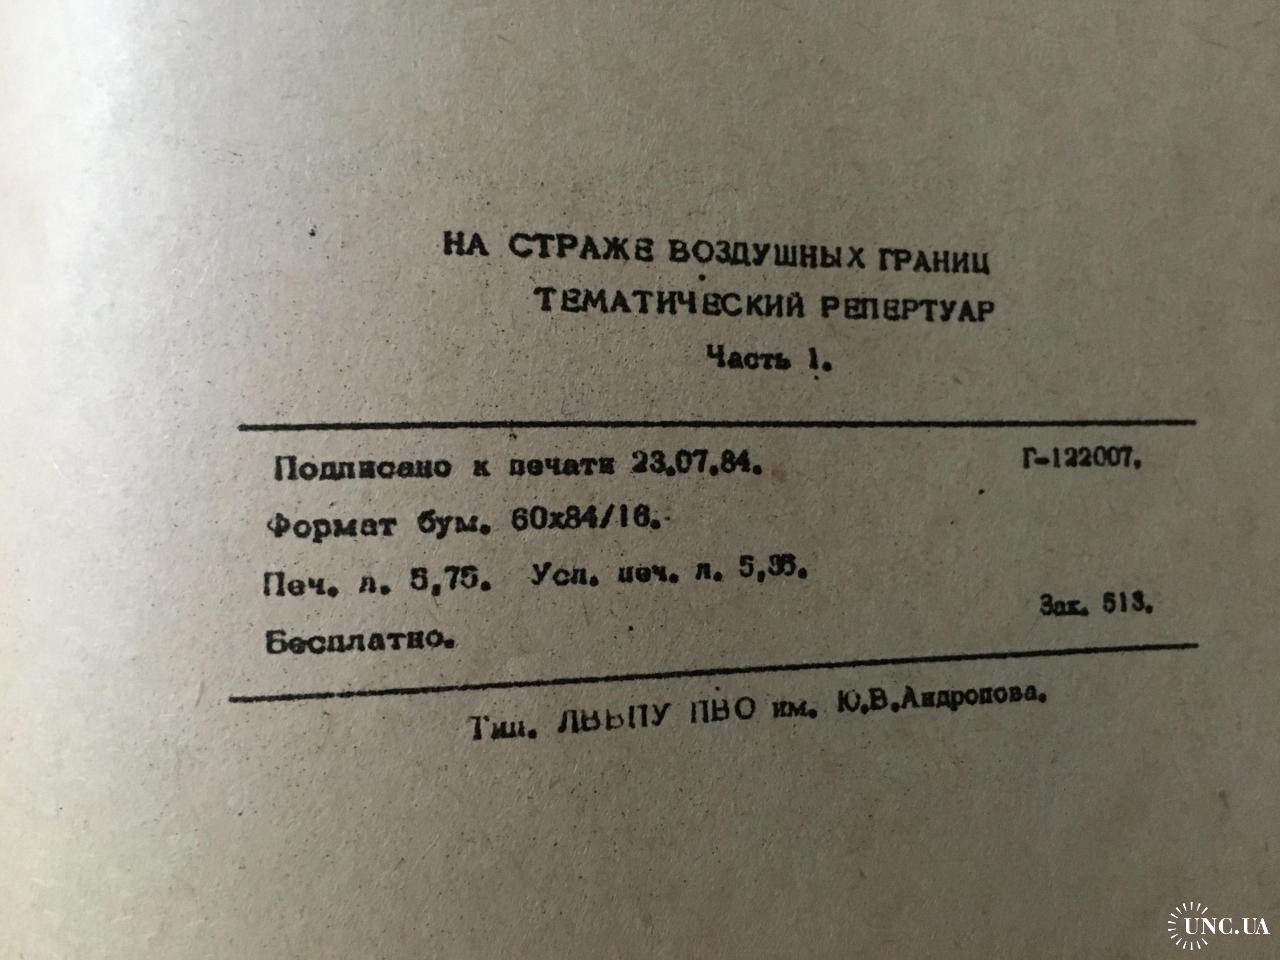 НА СТРАЖЕ ВОЗДУШНЫХ ГРАНИЦ
ТЕМАТИЧЕСКИЙ РЕПЕРТУАР
Часть 1.
Подписано к печати 23.07.84. Г-122007.
Формат бум. 60х84/16.
Печ. л. 5,75. Усл. печ. л. 5,35.
Зак. 513.
Бесплатно.
Тип. ЛВВПУ ПВО им. Ю.В.Андропова.
UNC.UA